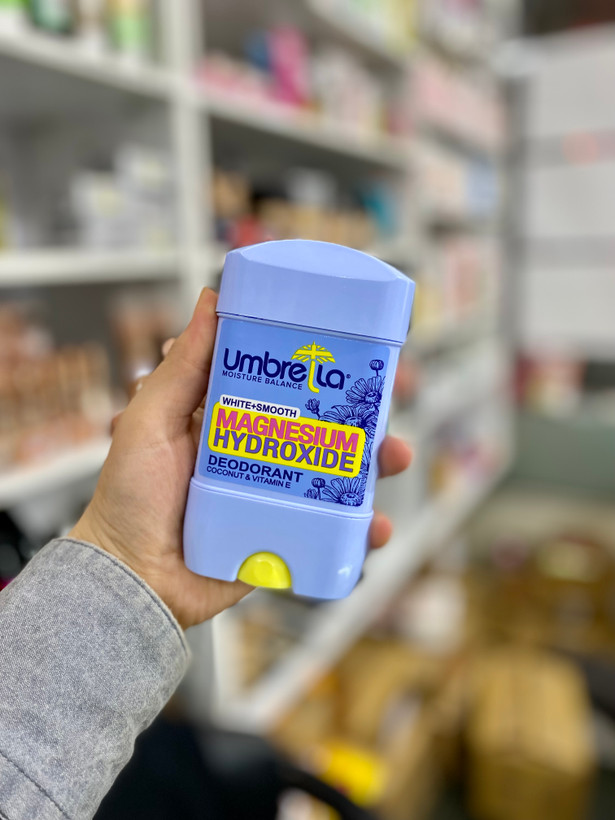 Umbrella®
MOISTURE BALANCE
WHITE+SMOOTH
MAGNESIUM
HYDROXIDE
DEODORANT
COCONUT & VITAMIN E